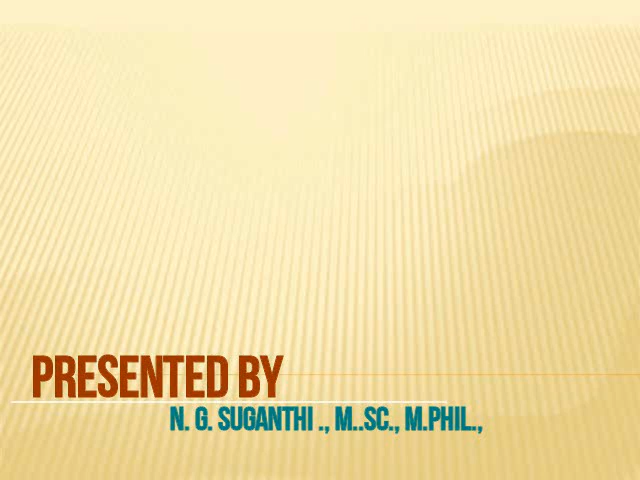 PRESENTED BY
N. G. SUGANTHI ., M..SC., M.PHIL.,